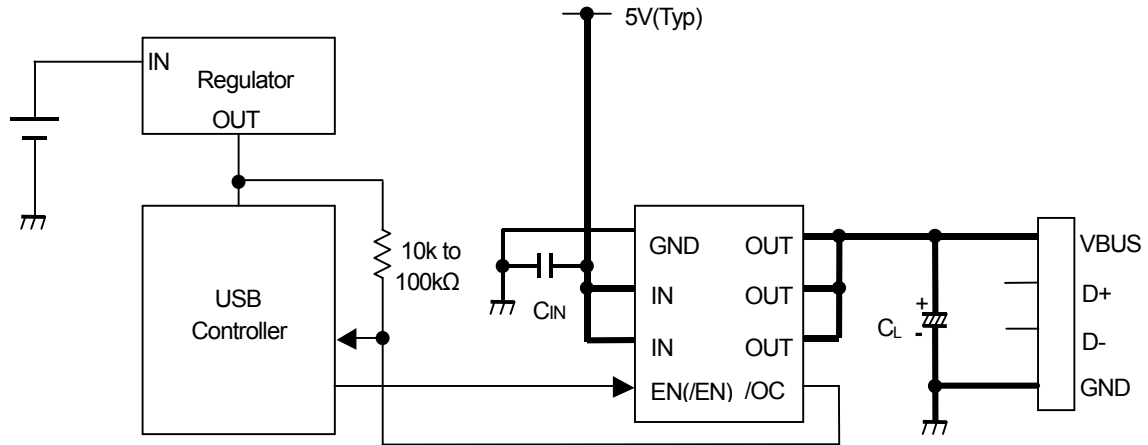 5V(Typ)
IN
Regulator
OUT
10k to
100kΩ
USB
Controller
CIN
GND
OUT
IN
OUT
IN
OUT
EN(/EN)
/OC
+
CL
-
VBUS
D+
D-
GND